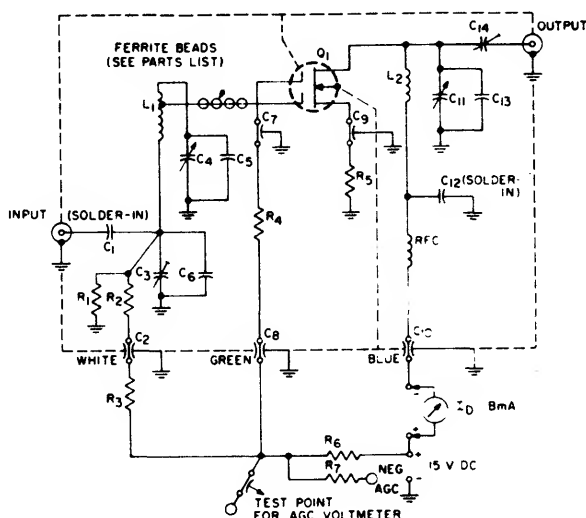 C14
OUTPUT
FERRITE BEADS
(SEE PARTS LIST)
Q1
L1
L2
C7
C9
C11
C13
C4
C5
R5
C12 (SOLDER-IN)
(SOLDER-IN)
INPUT
R4
C1
C3
C6
RFC
R1
R2
C2
C8
C10
WHITE
GREEN
BLUE
R3
ID 8mA
R6
R7
NEG
AGC
15 V DC
TEST POINT
FOR AGC VOLTMETER